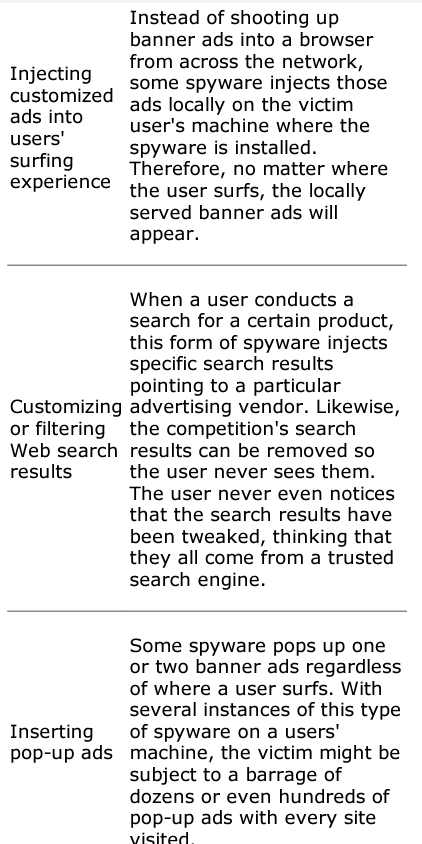 Injecting
customized
ads into
users'
surfing
experience
Instead of shooting up
banner ads into a browser
from across the network,
some spyware injects those
ads locally on the victim
user's machine where the
spyware is installed.
Therefore, no matter where
the user surfs, the locally
served banner ads will
appear.
Customizing
or filtering
Web search
results
When a user conducts a
search for a certain product,
this form of spyware injects
specific search results
pointing to a particular
advertising vendor. Likewise,
the competition's search
results can be removed so
the user never sees them.
The user never even notices
that the search results have
been tweaked, thinking that
they all come from a trusted
search engine.
Inserting
pop-up ads
Some spyware pops up one
or two banner ads regardless
of where a user surfs. With
several instances of this type
of spyware on a users'
machine, the victim might be
subject to a barrage of
dozens or even hundreds of
pop-up ads with every site
visited.